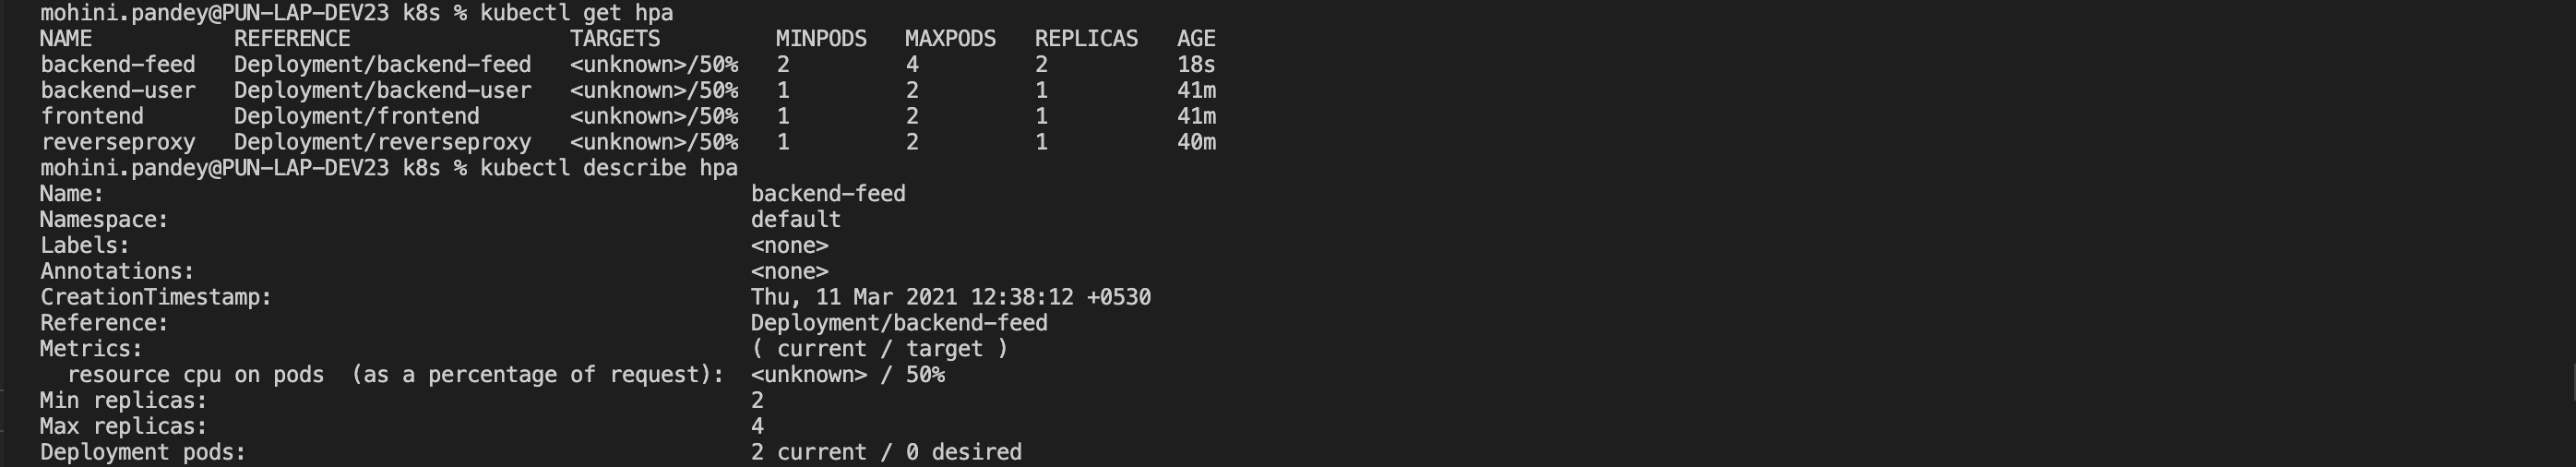 mohini.pandey@PUN-LAP-DEV23 k8s % kubectl get hpa
NAME           REFERENCE                 TARGETS         MINPODS   MAXPODS   REPLICAS   AGE
backend-feed   Deployment/backend-feed   <unknown>/50%   2         4         2          18s
backend-user   Deployment/backend-user   <unknown>/50%   1         2         1          41m
frontend       Deployment/frontend       <unknown>/50%   1         2         1          41m
reverseproxy   Deployment/reverseproxy   <unknown>/50%   1         2         1          40m
mohini.pandey@PUN-LAP-DEV23 k8s % kubectl describe hpa
Name:                                                  backend-feed
Namespace:                                             default
Labels:                                                <none>
Annotations:                                           <none>
CreationTimestamp:                                     Thu, 11 Mar 2021 12:38:12 +0530
Reference:                                             Deployment/backend-feed
Metrics:                                               ( current / target )
  resource cpu on pods  (as a percentage of request):  <unknown> / 50%
Min replicas:                                          2
Max replicas:                                          4
Deployment pods:                                       2 current / 0 desired